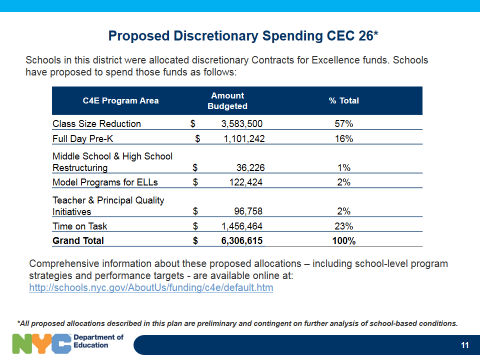 Proposed Discretionary Spending CEC 26*
Schools in this district were allocated discretionary Contracts for Excellence funds. Schools
have proposed to spend those funds as follows:
C4E Program Area Amount Budgeted % Total
Class Size Reduction $ 3,583,500 57%
Full Day Pre-K $ 1,101,242 16%
Middle School & High School
Restructuring $ 36,226 1%
Model Programs for ELLs $ 122,424 2%
Teacher & Principal Quality
Initiatives $ 96,758 2%
Time on Task $ 1,456,464 23%
Grand Total $ 6,306,615 100%
Comprehensive information about these proposed allocations – including school-level program
strategies and performance targets - are available online at:
http://schools.nyc.gov/AboutUs/funding/c4e/default.htm
*All proposed allocations described in this plan are preliminary and contingent on further analysis of school-based conditions.
NYC Department of
Education
11